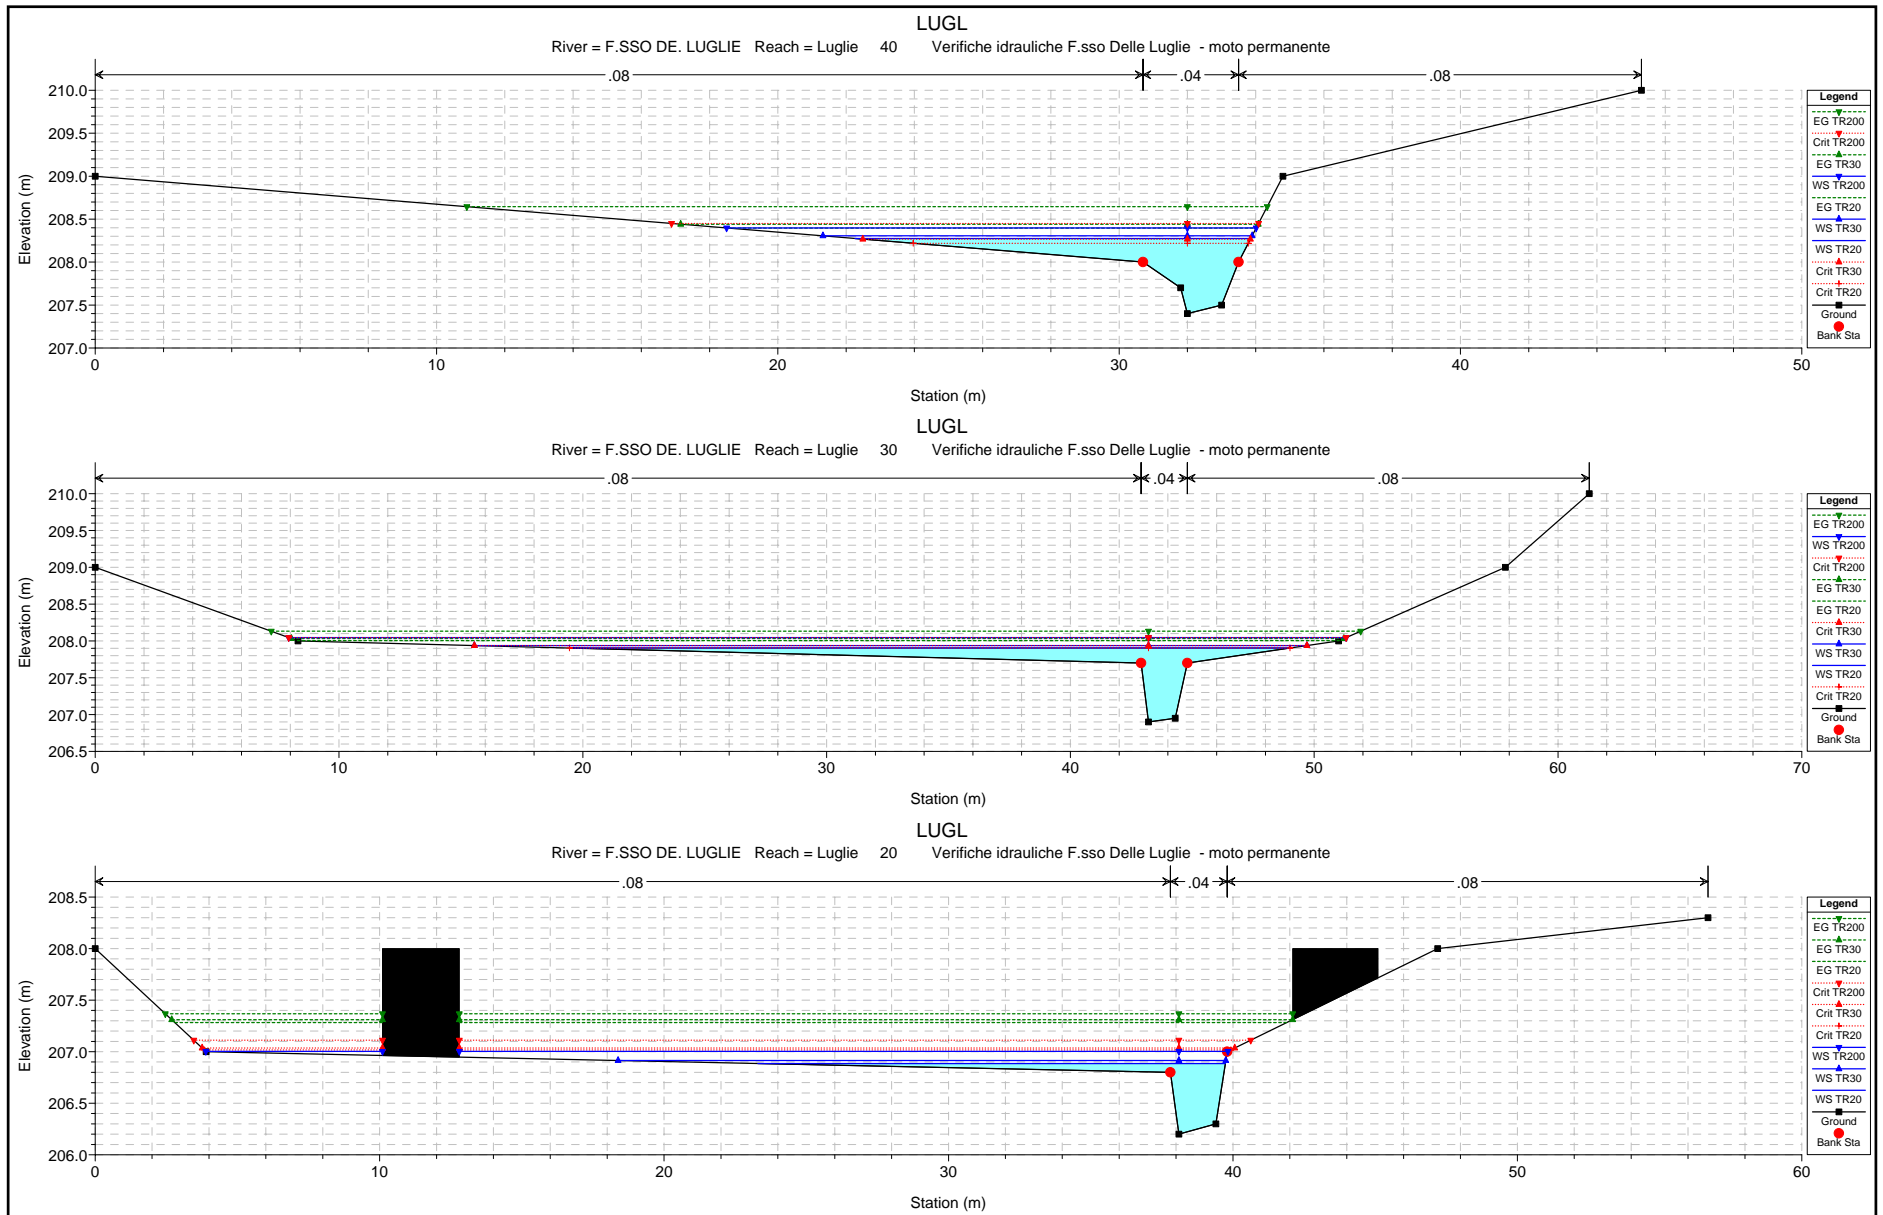 LUGL
River = F.SSO DE. LUGLIE   Reach = Luglie     40        Verifiche idrauliche F.sso Delle Luglie  - moto permanente
.08
.04
.08
210.0
209.5
209.0
208.5
208.0
207.5
207.0
Elevation (m)
0
10
20
30
40
50
Station (m)
Legend
EG TR200
Crit TR200
EG TR30
WS TR200
EG TR20
WS TR30
WS TR20
Crit TR30
Crit TR20
Ground
Bank Sta
LUGL
River = F.SSO DE. LUGLIE   Reach = Luglie     30        Verifiche idrauliche F.sso Delle Luglie  - moto permanente
.08
.04
.08
210.0
209.5
209.0
208.5
208.0
207.5
207.0
206.5
Elevation (m)
0
10
20
30
40
50
60
70
Station (m)
Legend
EG TR200
WS TR200
Crit TR200
EG TR30
EG TR20
Crit TR30
WS TR30
WS TR20
Crit TR20
Ground
Bank Sta
LUGL
River = F.SSO DE. LUGLIE   Reach = Luglie     20        Verifiche idrauliche F.sso Delle Luglie  - moto permanente
.08
.04
.08
208.5
208.0
207.5
207.0
206.5
206.0
Elevation (m)
0
10
20
30
40
50
60
Station (m)
Legend
EG TR200
EG TR30
EG TR20
Crit TR200
Crit TR30
Crit TR20
WS TR200
WS TR30
WS TR20
Ground
Bank Sta